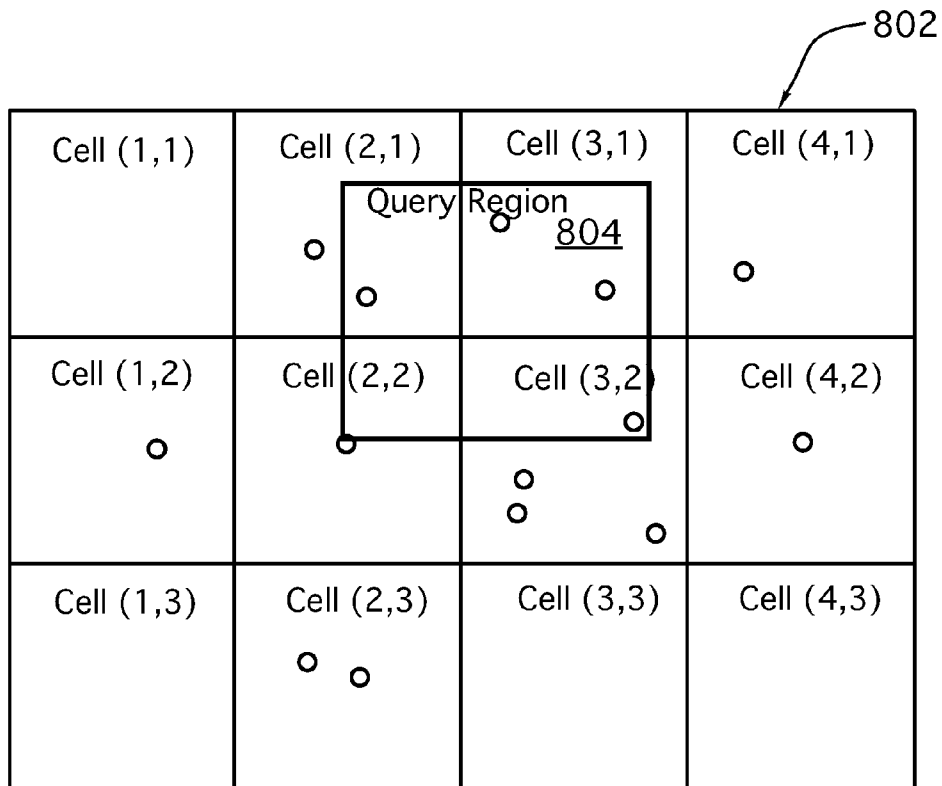 802
Cell (1,1)
Cell (2,1)
Cell (3,1)
Cell (4,1)
Query Region
804
Cell (1,2)
Cell (2,2)
Cell (3,2)
Cell (4,2)
Cell (1,3)
Cell (2,3)
Cell (3,3)
Cell (4,3)